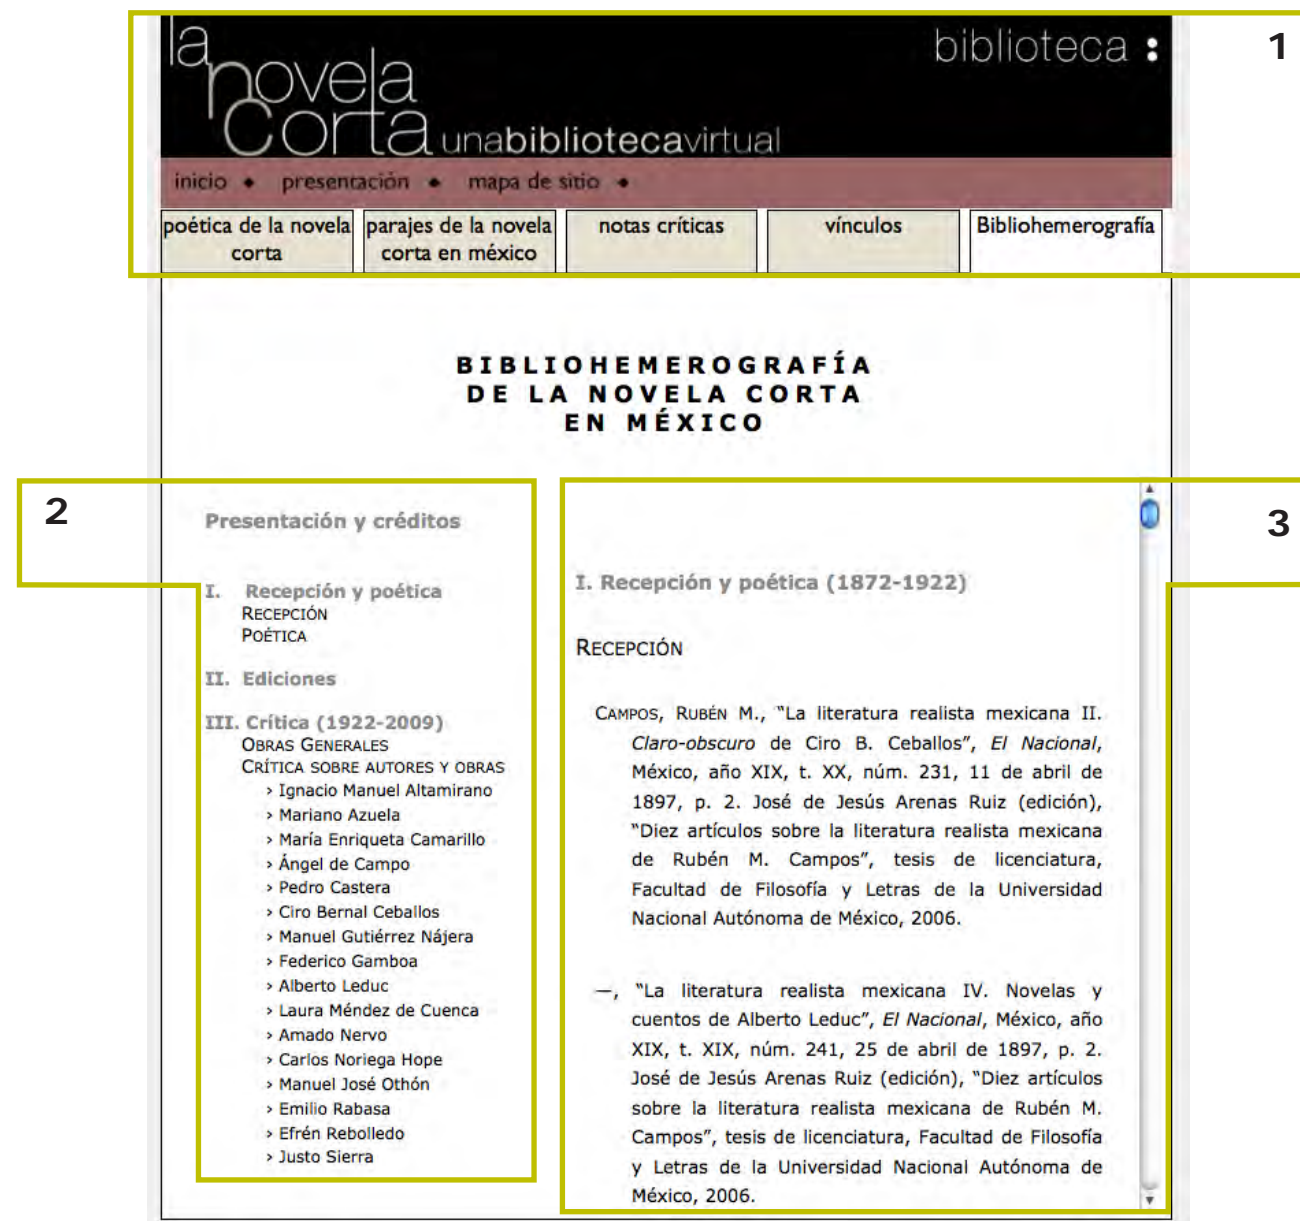 la
novela
corta unabibliotecavirtual
biblioteca :
1
inicio ◆ presentación ◆ mapa de sitio ◆
poética de la novela
corta
parajes de la novela
corta en méxico
notas críticas
vínculos
Bibliohemerografía
BIBLIOHEMEROGRAFÍA
DE LA NOVELA CORTA
EN MÉXICO
2
Presentación y créditos
I. Recepción y poética
RECEPCIÓN
POÉTICA
II. Ediciones
III. Crítica (1922-2009)
OBRAS GENERALES
CRÍTICA SOBRE AUTORES Y OBRAS
› Ignacio Manuel Altamirano
› Mariano Azuela
› María Enriqueta Camarillo
› Ángel de Campo
› Pedro Castera
› Ciro Bernal Ceballos
› Manuel Gutiérrez Nájera
› Federico Gamboa
› Alberto Leduc
› Laura Méndez de Cuenca
› Amado Nervo
› Carlos Noriega Hope
› Manuel José Othón
› Emilio Rabasa
› Efrén Rebolledo
› Justo Sierra
3
I. Recepción y poética (1872-1922)
RECEPCIÓN
CAMPOS, RUBÉN M., “La literatura realista mexicana II.
Claro-obscuro de Ciro B. Ceballos”, El Nacional,
México, año XIX, t. XX, núm. 231, 11 de abril de
1897, p. 2. José de Jesús Arenas Ruiz (edición),
“Diez artículos sobre la literatura realista mexicana
de Rubén M. Campos”, tesis de licenciatura,
Facultad de Filosofía y Letras de la Universidad
Nacional Autónoma de México, 2006.
—, “La literatura realista mexicana IV. Novelas y
cuentos de Alberto Leduc”, El Nacional, México, año
XIX, t. XIX, núm. 241, 25 de abril de 1897, p. 2.
José de Jesús Arenas Ruiz (edición), “Diez artículos
sobre la literatura realista mexicana de Rubén M.
Campos”, tesis de licenciatura, Facultad de Filosofía
y Letras de la Universidad Nacional Autónoma de
México, 2006.